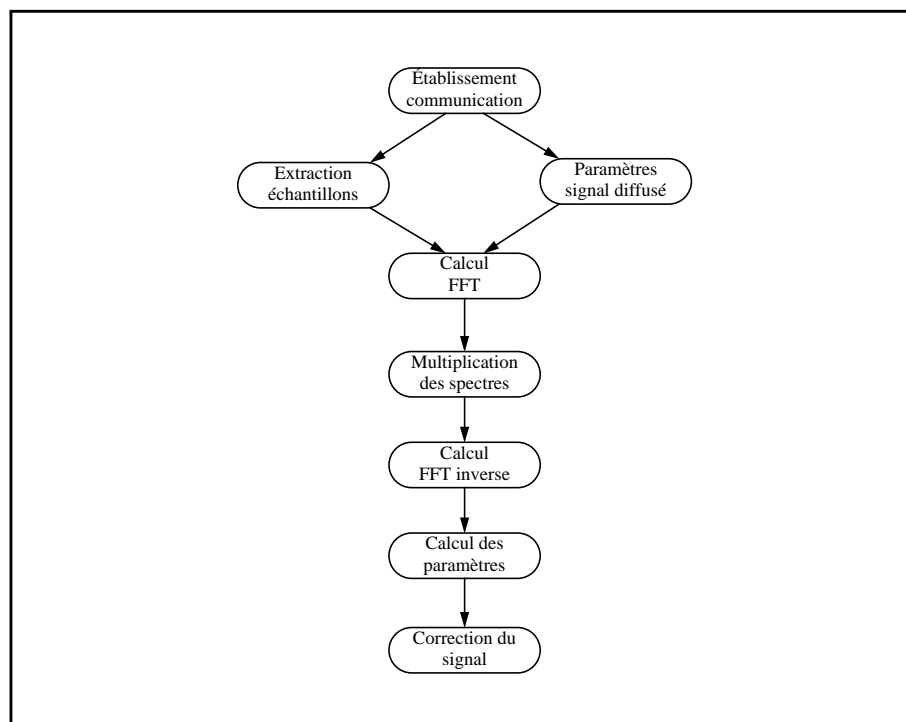 Établissement
communication
Extraction
échantillons
Paramètres
signal diffusé
Calcul
FFT
Multiplication
des spectres
Calcul
FFT inverse
Calcul des
paramètres
Correction du
signal